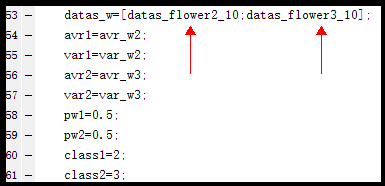 53 — datas_w=[datas_flower2_10;datas_flower3_10];
54 — avr1=avr_w2;
55 — var1=var_w2;
56 — avr2=avr_w3;
57 — var2=var_w3;
58 — pw1=0.5;
59 — pw2=0.5;
60 — class1=2;
61 — class2=3;